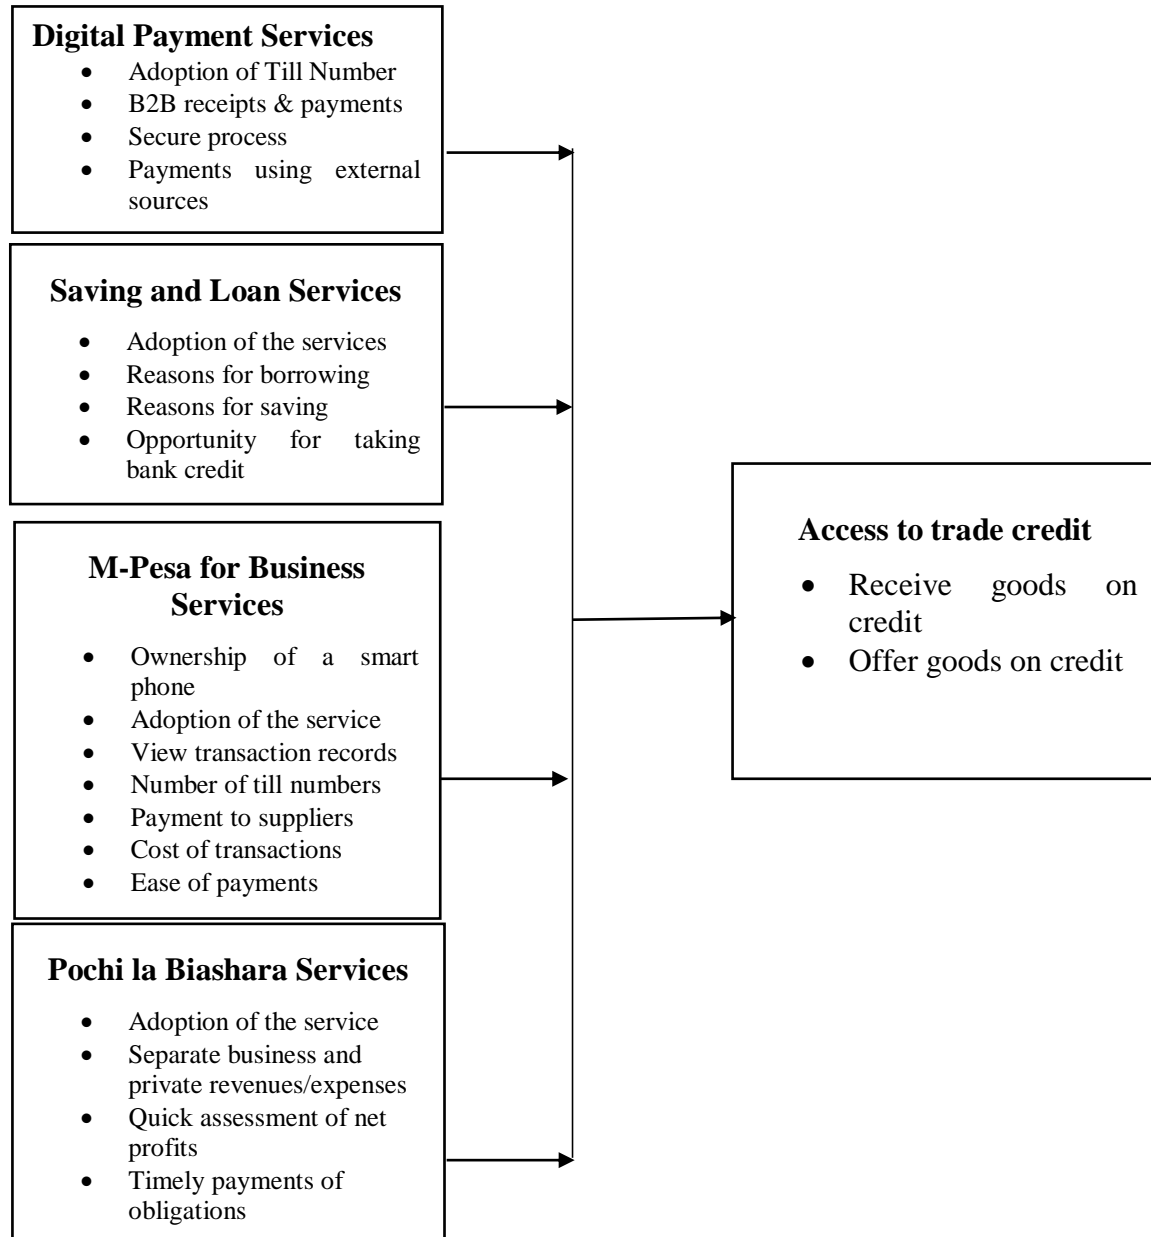 Digital Payment Services
• Adoption of Till Number
• B2B receipts & payments
• Secure process
• Payments using external
sources
Saving and Loan Services
• Adoption of the services
• Reasons for borrowing
• Reasons for saving
• Opportunity for taking
bank credit
M-Pesa for Business
Services
• Ownership of a smart
phone
• Adoption of the service
• View transaction records
• Number of till numbers
• Payment to suppliers
• Cost of transactions
• Ease of payments
Pochi la Biashara Services
• Adoption of the service
• Separate business and
private revenues/expenses
• Quick assessment of net
profits
• Timely payments of
obligations
Access to trade credit
• Receive goods on
credit
• Offer goods on credit